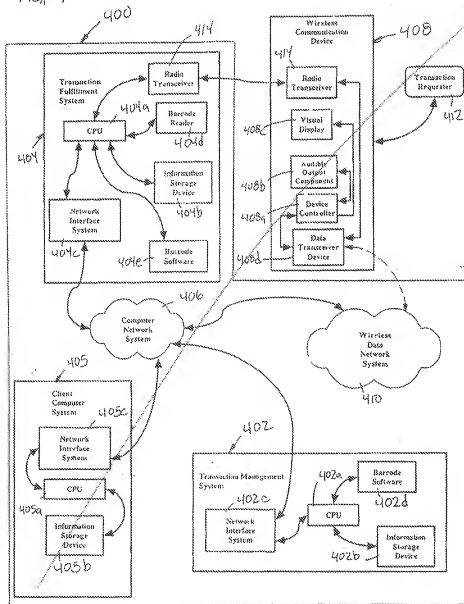 400
414
Transaction
Fulfillment
System
Radio
Transceiver
CPU
404a
Barcode
Reader
404d
404
Information
Storage
Device
404b
Network
Interface
System
404c
404e
Barcode Software
Wireless
Communication
Device
408
414
Radio
Transceiver
408c
Visual
Display
408b
Audible Output
Component
408a
Device
Controller
Data
Transceiver
Device
408d
Transaction
Requester
412
406
Computer
Network
System
Wireless
Data
Network
System
410
405
Client
Computer
System
405c
Network
Interface
System
CPU
405a
Information
Storage
Device
405b
402
Transaction Management
System
402c
Network
Interface
System
402a
CPU
Barcode
Software
402d
402b
Information
Storage
Device